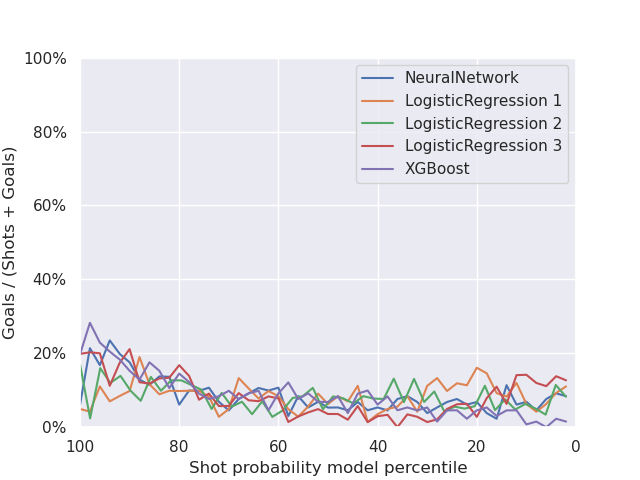 100%
80%
60%
40%
20%
0%
Goals / (Shots + Goals)
NeuralNetwork
LogisticRegression 1
LogisticRegression 2
LogisticRegression 3
XGBoost
100
80
60
40
20
0
Shot probability model percentile